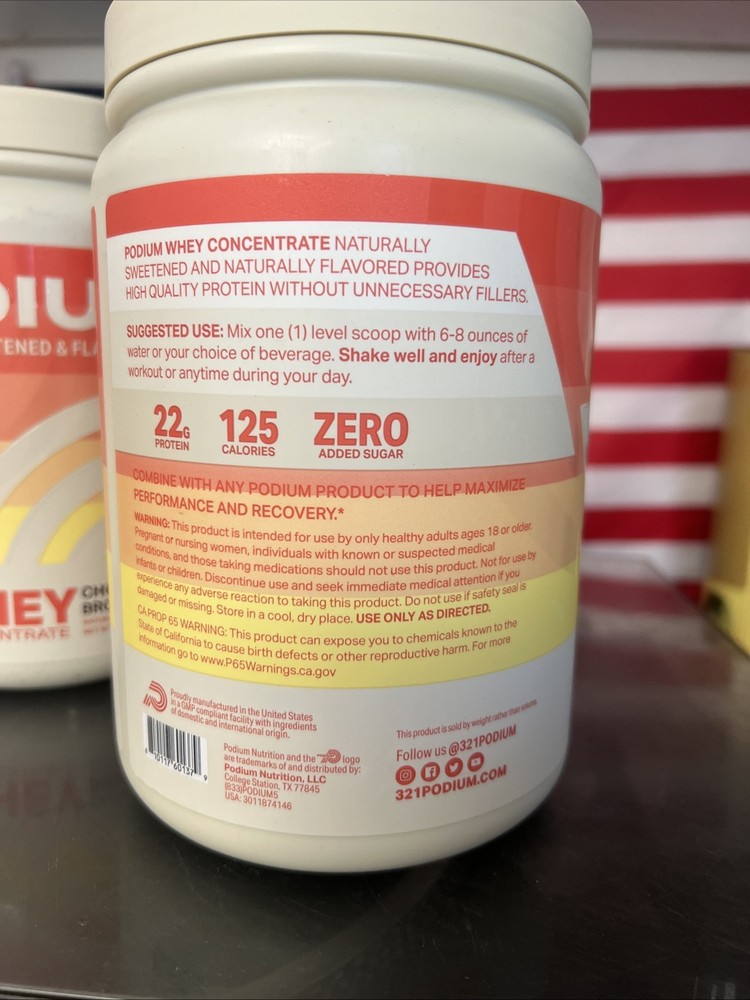 PODIUM WHEY CONCENTRATE NATURALLY
SWEETENED AND NATURALLY FLAVORED PROVIDES
HIGH QUALITY PROTEIN WITHOUT UNNECESSARY FILLERS.
SUGGESTED USE: Mix one (1) level scoop with 6-8 ounces of
water or your choice of beverage. Shake well and enjoy after a
workout or anytime during your day.
22G
PROTEIN
125
CALORIES
ZERO
ADDED SUGAR
COMBINE WITH ANY PODIUM PRODUCT TO HELP MAXIMIZE
PERFORMANCE AND RECOVERY.*
WARNING: This product is intended for use by only healthy adults ages 18 or older.
Pregnant or nursing women, individuals with known or suspected medical
conditions, and those taking medications should not use this product. Not for use by
infants or children. Discontinue use and seek immediate medical attention if you
experience any adverse reaction to taking this product. Do not use if safety seal is
damaged or missing. Store in a cool, dry place. USE ONLY AS DIRECTED.
CA PROP 65 WARNING: This product can expose you to chemicals known to the
State of California to cause birth defects or other reproductive harm. For more
information go to www.P65Warnings.ca.gov
Proudly manufactured in the United States
in a GMP compliant facility with ingredients
of domestic and international origin.
Podium Nutrition and the logo
are trademarks of and distributed by:
Podium Nutrition, LLC
College Station, TX 77845
(833)PODIUM5
USA: 3011874146
This product is sold by weight rather than volume.
Follow us @321PODIUM
321PODIUM.COM
DIU
TENED & FLA
HEY
NTRATE